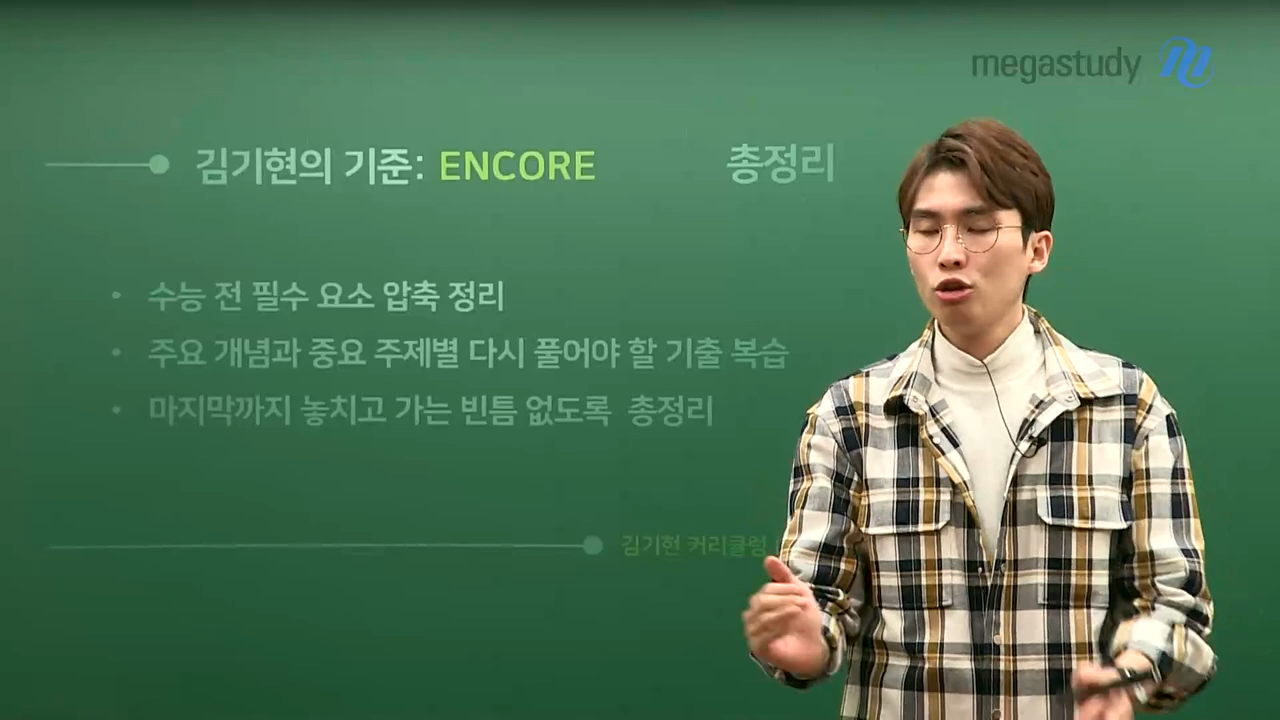 megastudy
김기현의 기준: ENCORE 총정리
• 수능 전 필수 요소 압축 정리
• 주요 개념과 중요 주제별 다시 풀어야 할 기출 복습
• 마지막까지 놓치고 가는 빈틈 없도록 총정리
김기현 커리큘럼